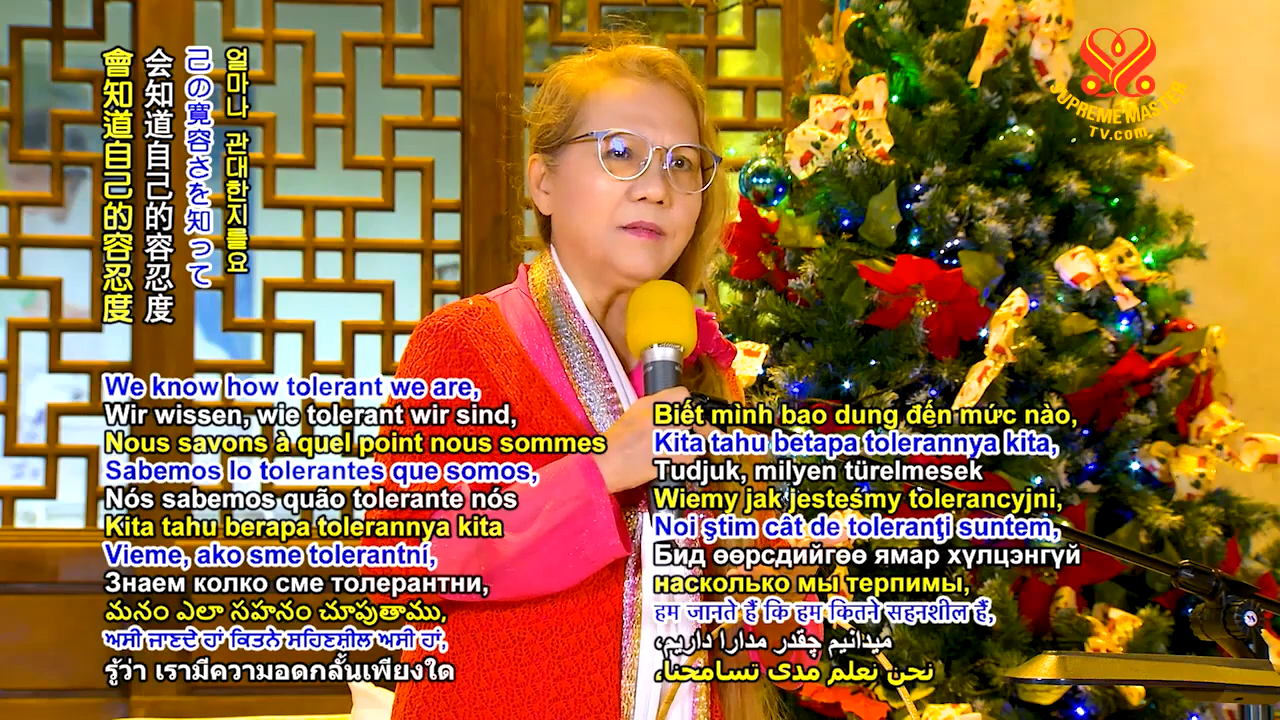 얼마나 관대한지를요
己の寛容さを知って
会知道自己的容忍度
會知道自己的容忍度
SUPREME MASTER
TV.com
We know how tolerant we are,
Wir wissen, wie tolerant wir sind,
Nous savons à quel point nous sommes
Sabemos lo tolerantes que somos,
Nós sabemos quão tolerante nós
Kita tahu berapa tolerannya kita
Vieme, ako sme tolerantní,
Знаем колко сме толерантни,
మనం ఎలా సహనం చూపుతాము,
ਅਸੀ ਜਾਣਦੇ ਹਾਂ ਕਿਤਨੇ ਸਹਿਣਸ਼ੀਲ ਅਸੀ ਹਾਂ,
รู้ว่า เรามีความอดกลั้นเพียงใด
Biết mình bao dung đến mức nào,
Kita tahu betapa tolerannya kita,
Tudjuk, milyen türelmesek
Wiemy jak jesteśmy tolerancyjni,
Noi ştim cât de toleranţi suntem,
Бид өөрсдийгөө ямар хүлцэнгүй
насколько мы терпимы,
हम जानते हैं कि हम कितने सहनशील हैं,
میدانیم چقدر مدارا داریم،
نحن نعلم مدى تسامحنا،